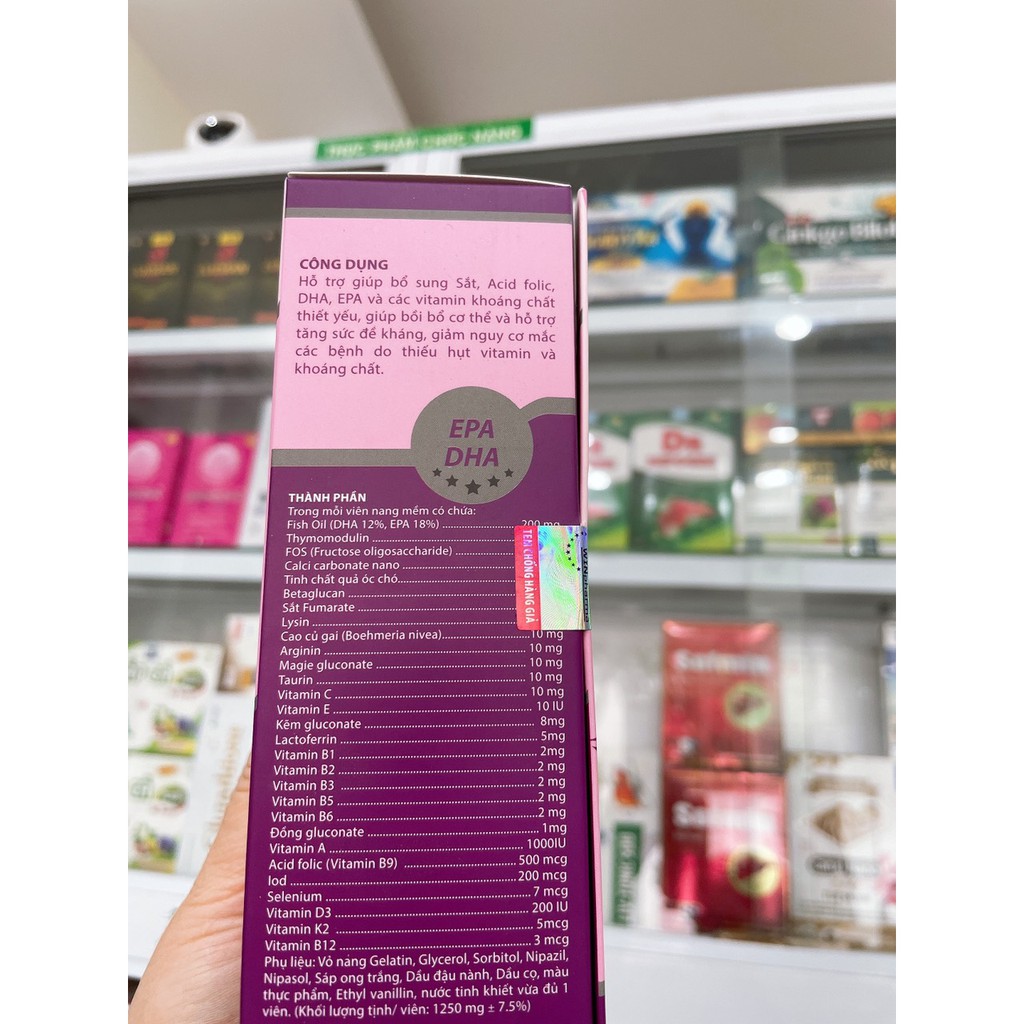 THỰC PHẨM CHỨC NĂNG
Ginkgo Bilo
CÔNG DỤNG
Hỗ trợ giúp bổ sung Sắt, Acid folic,
DHA, EPA và các vitamin khoáng chất
thiết yếu, giúp bồi bổ cơ thể và hỗ trợ
tăng sức đề kháng, giảm nguy cơ mắc
các bệnh do thiếu hụt vitamin và
khoáng chất.
EPA
DHA
THÀNH PHẦN
Trong mỗi viên nang mềm có chứa:
Fish Oil (DHA 12%, EPA 18%) ........ 200 mg
Thymomodulin
FOS (Fructose oligosaccharide)
Calci carbonate nano
Tinh chất quả óc chó
Betaglucan
Sắt Fumarate
Lysin
Cao củ gai (Boehmeria nivea) ........ 10 mg
Arginin ........ 10 mg
Magie gluconate ........ 10 mg
Taurin ........ 10 mg
Vitamin C ........ 10 mg
Vitamin E ........ 10 IU
Kẽm gluconate ........ 8mg
Lactoferrin ........ 5mg
Vitamin B1 ........ 2mg
Vitamin B2 ........ 2 mg
Vitamin B3 ........ 2 mg
Vitamin B5 ........ 2 mg
Vitamin B6 ........ 2 mg
Đồng gluconate ........ 1mg
Vitamin A ........ 1000IU
Acid folic (Vitamin B9) ........ 500 mcg
Iod ........ 200 mcg
Selenium ........ 7 mcg
Vitamin D3 ........ 200 IU
Vitamin K2 ........ 5mcg
Vitamin B12 ........ 3 mcg
Phụ liệu: Vỏ nang Gelatin, Glycerol, Sorbitol, Nipazil,
Nipasol, Sáp ong trắng, Dầu đậu nành, Dầu cọ, màu
thực phẩm, Ethyl vanillin, nước tinh khiết vừa đủ 1
viên. (Khối lượng tịnh/ viên: 1250 mg ± 7.5%)
TEM CHỐNG HÀNG GIẢ